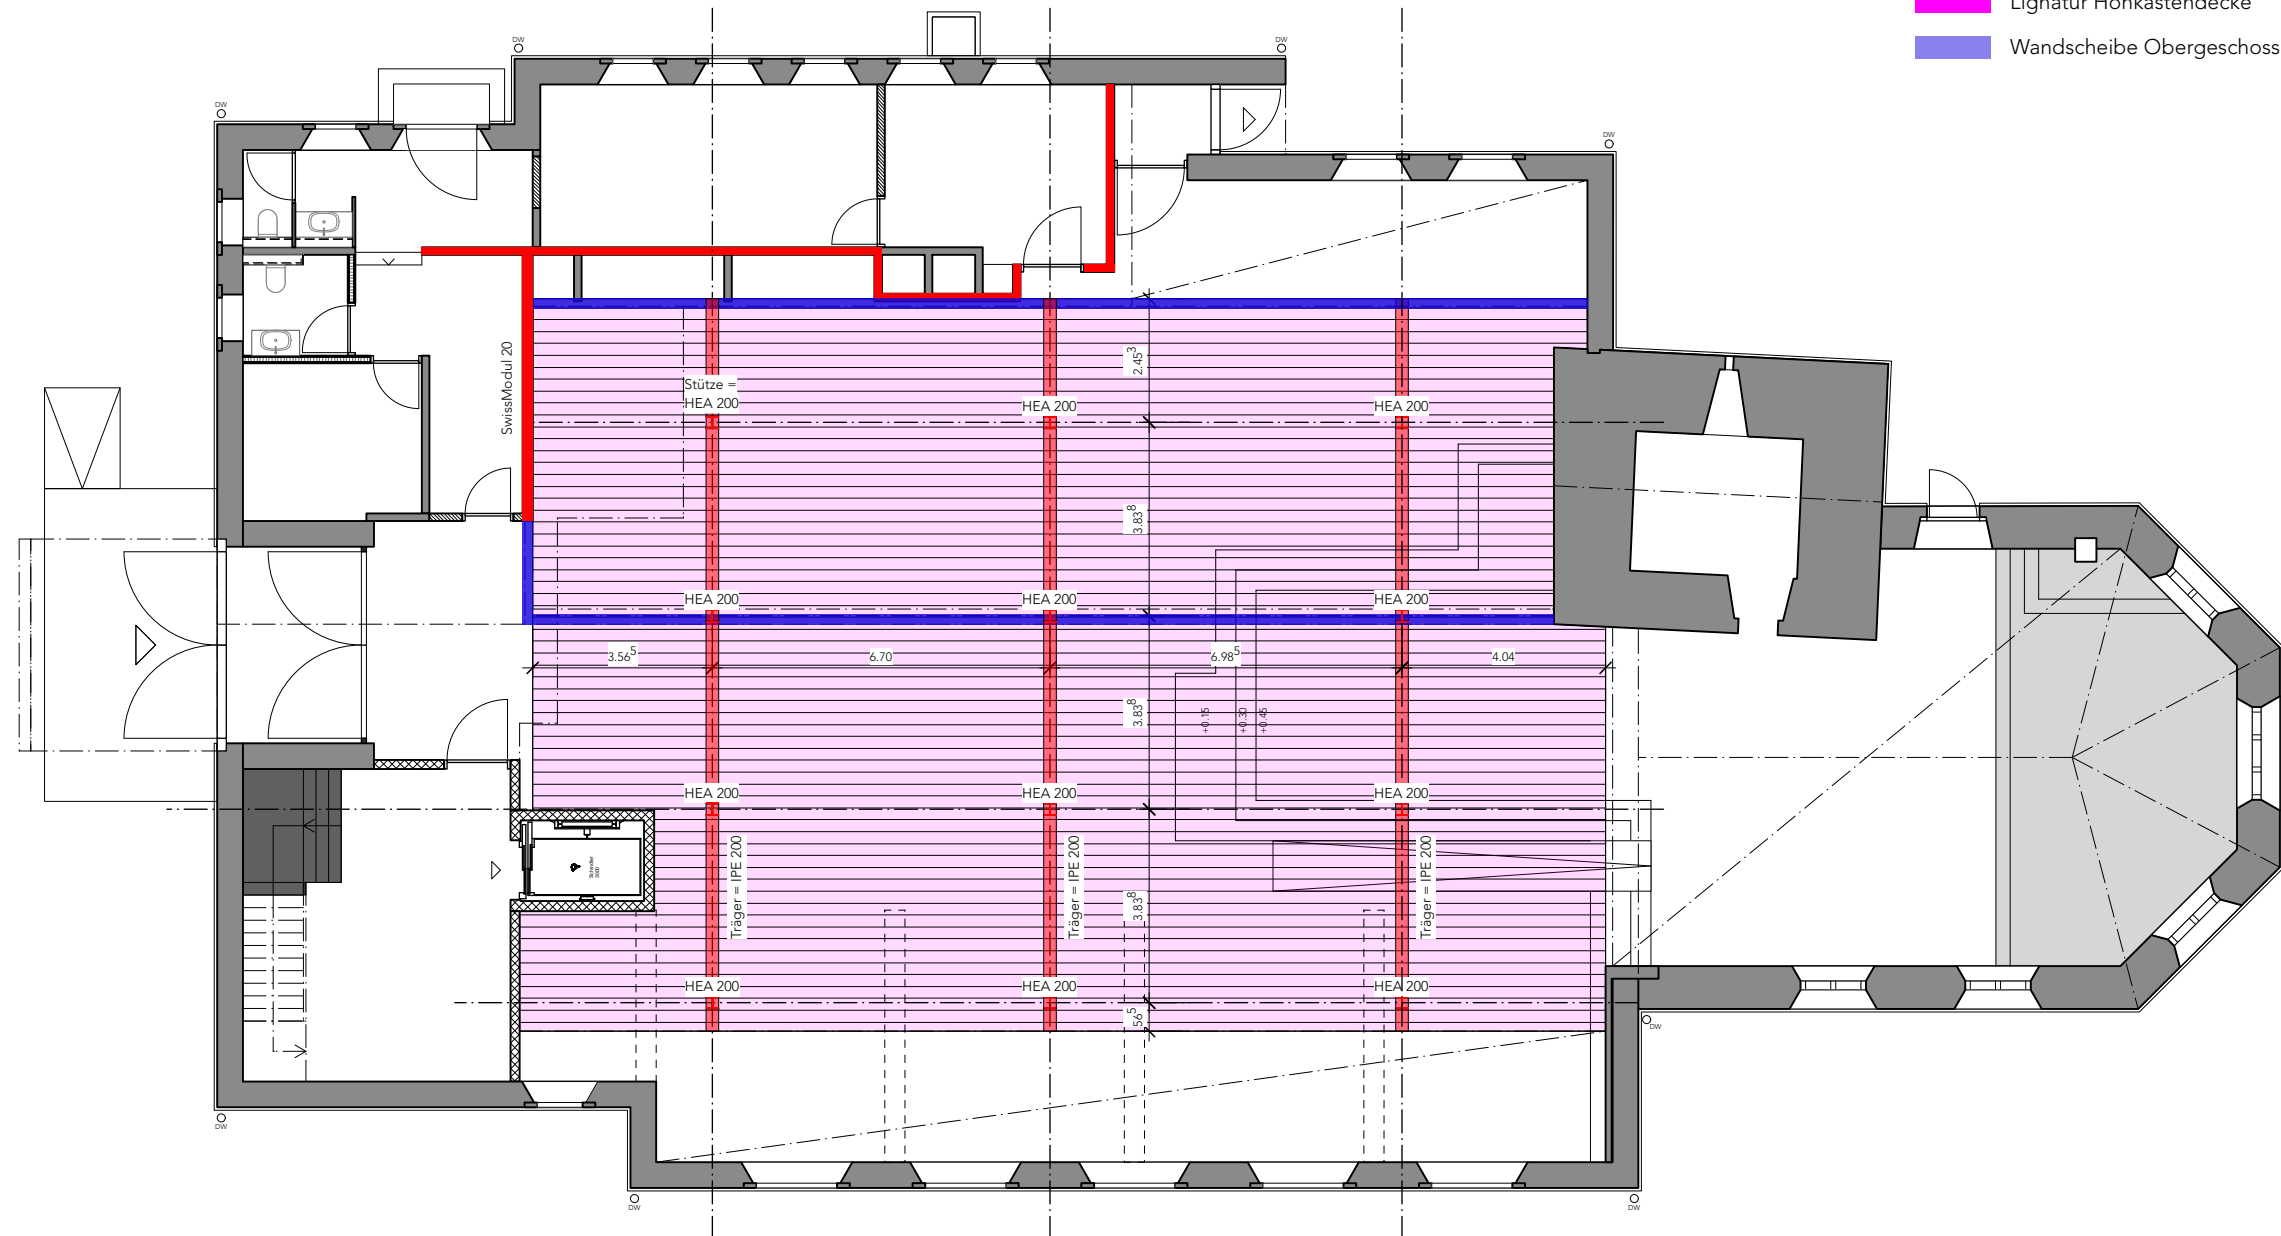 Lignatur Hohlkastendecke
Wandscheibe Obergeschoss
DW
DW
DW
DW
SwissModul 20
Stütze =
HEA 200
HEA 200
HEA 200
2.45³
3.83⁸
HEA 200
HEA 200
HEA 200
3.56⁵
6.70
6.98⁵
4.04
3.83⁸
+0.15
+0.30
+0.45
HEA 200
HEA 200
HEA 200
Schindler
3000
Träger = IPE 200
Träger = IPE 200
Träger = IPE 200
3.83⁸
HEA 200
HEA 200
HEA 200
56⁵
DW
DW
DW
DW